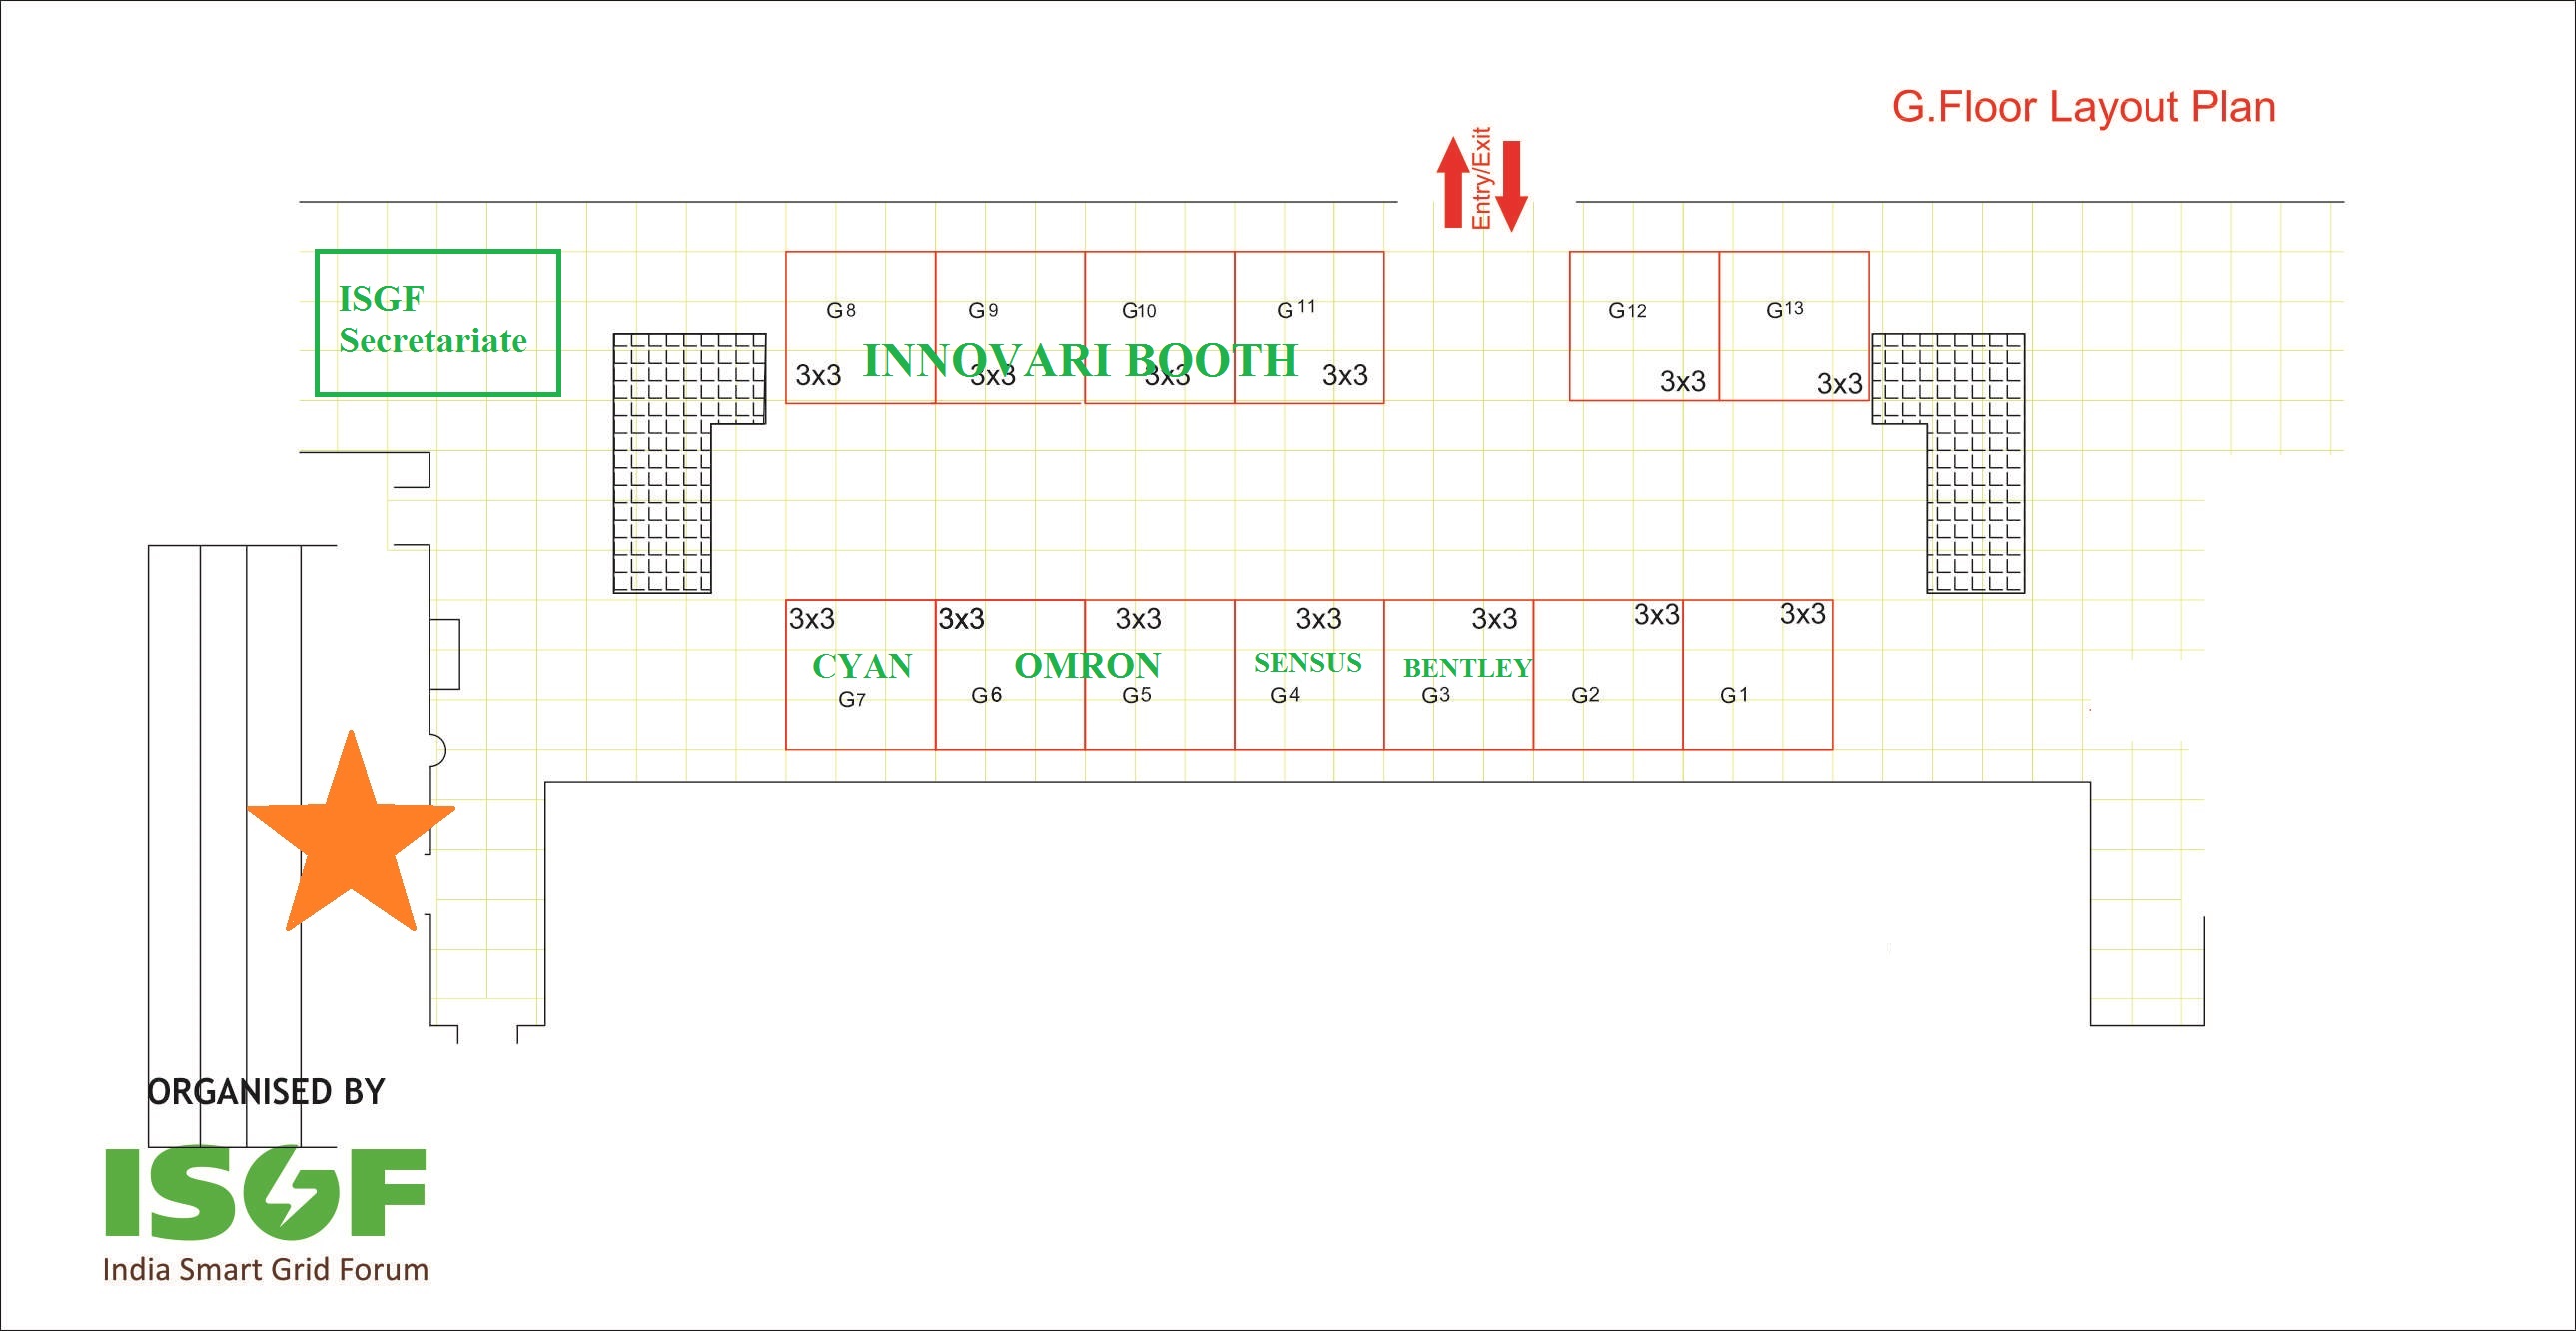 G.Floor Layout Plan
Entry/Exit
ISGF
Secretariate
G8
G9
G10
G11
G12
G13
INNOVARI BOOTH
3x3
3x3
3x3
3x3
3x3
3x3
3x3
3x3
3x3
3x3
3x3
3x3
3x3
CYAN
OMRON
SENSUS
BENTLEY
G7
G6
G5
G4
G3
G2
G1
ORGANISED BY
ISGF
India Smart Grid Forum